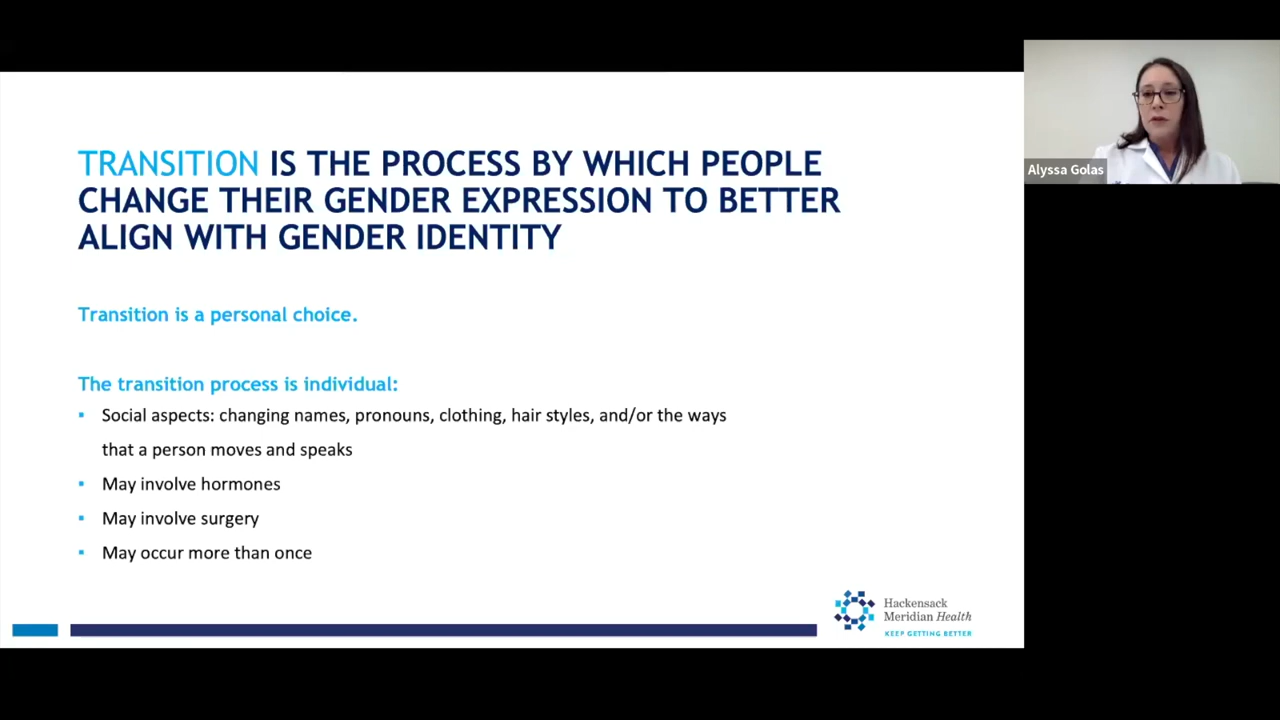 TRANSITION IS THE PROCESS BY WHICH PEOPLE
CHANGE THEIR GENDER EXPRESSION TO BETTER
ALIGN WITH GENDER IDENTITY
Transition is a personal choice.
The transition process is individual:
▪ Social aspects: changing names, pronouns, clothing, hair styles, and/or the ways
that a person moves and speaks
▪ May involve hormones
▪ May involve surgery
▪ May occur more than once
Hackensack
Meridian Health
KEEP GETTING BETTER
Alyssa Golas